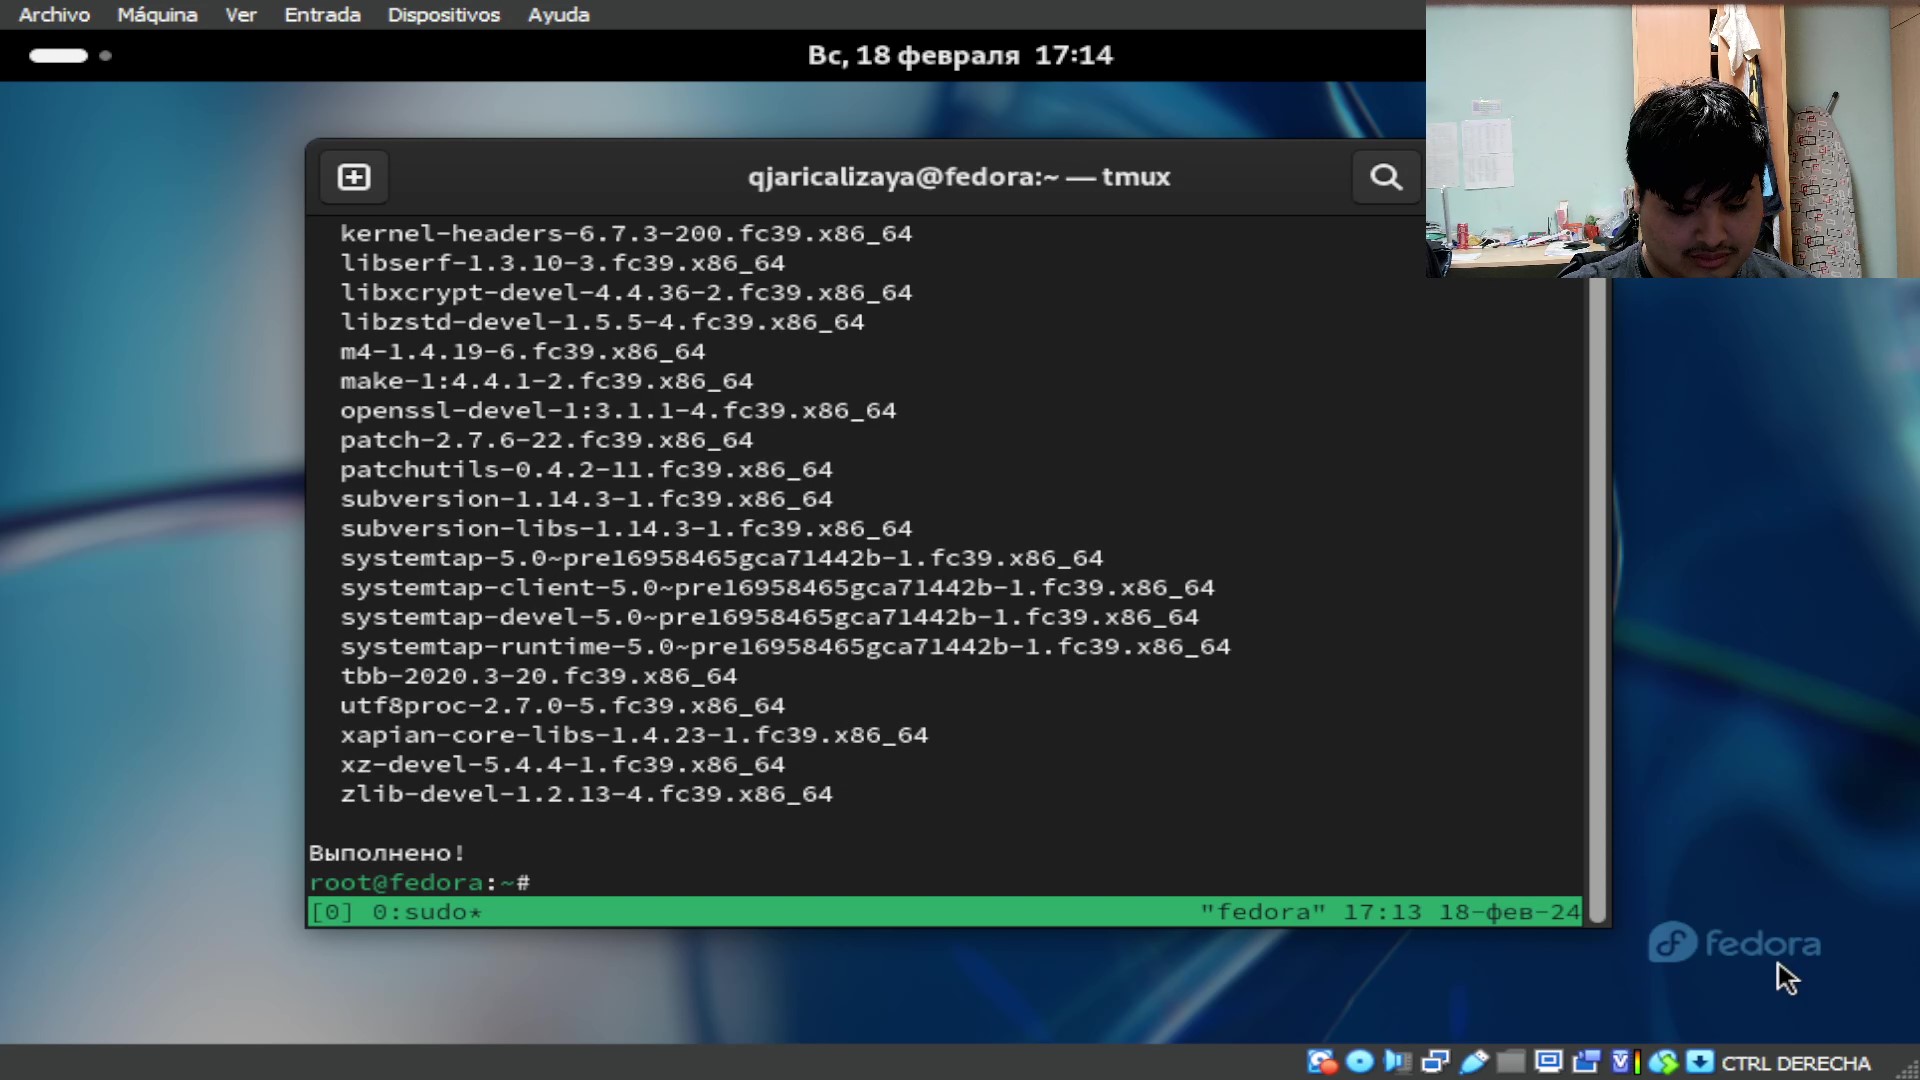 Archivo Máquina Ver Entrada Dispositivos Ayuda
Вс, 18 февраля 17:14
qjaricalizaya@fedora:~ — tmux
kernel-headers-6.7.3-200.fc39.x86_64
libserf-1.3.10-3.fc39.x86_64
libxcrypt-devel-4.4.36-2.fc39.x86_64
libzstd-devel-1.5.5-4.fc39.x86_64
m4-1.4.19-6.fc39.x86_64
make-1:4.4.1-2.fc39.x86_64
openssl-devel-1:3.1.1-4.fc39.x86_64
patch-2.7.6-22.fc39.x86_64
patchutils-0.4.2-11.fc39.x86_64
subversion-1.14.3-1.fc39.x86_64
subversion-libs-1.14.3-1.fc39.x86_64
systemtap-5.0~pre16958465gca71442b-1.fc39.x86_64
systemtap-client-5.0~pre16958465gca71442b-1.fc39.x86_64
systemtap-devel-5.0~pre16958465gca71442b-1.fc39.x86_64
systemtap-runtime-5.0~pre16958465gca71442b-1.fc39.x86_64
tbb-2020.3-20.fc39.x86_64
utf8proc-2.7.0-5.fc39.x86_64
xapian-core-libs-1.4.23-1.fc39.x86_64
xz-devel-5.4.4-1.fc39.x86_64
zlib-devel-1.2.13-4.fc39.x86_64
Выполнено!
root@fedora:~#
[0] 0:sudo* "fedora" 17:13 18-фев-24
fedora
CTRL DERECHA